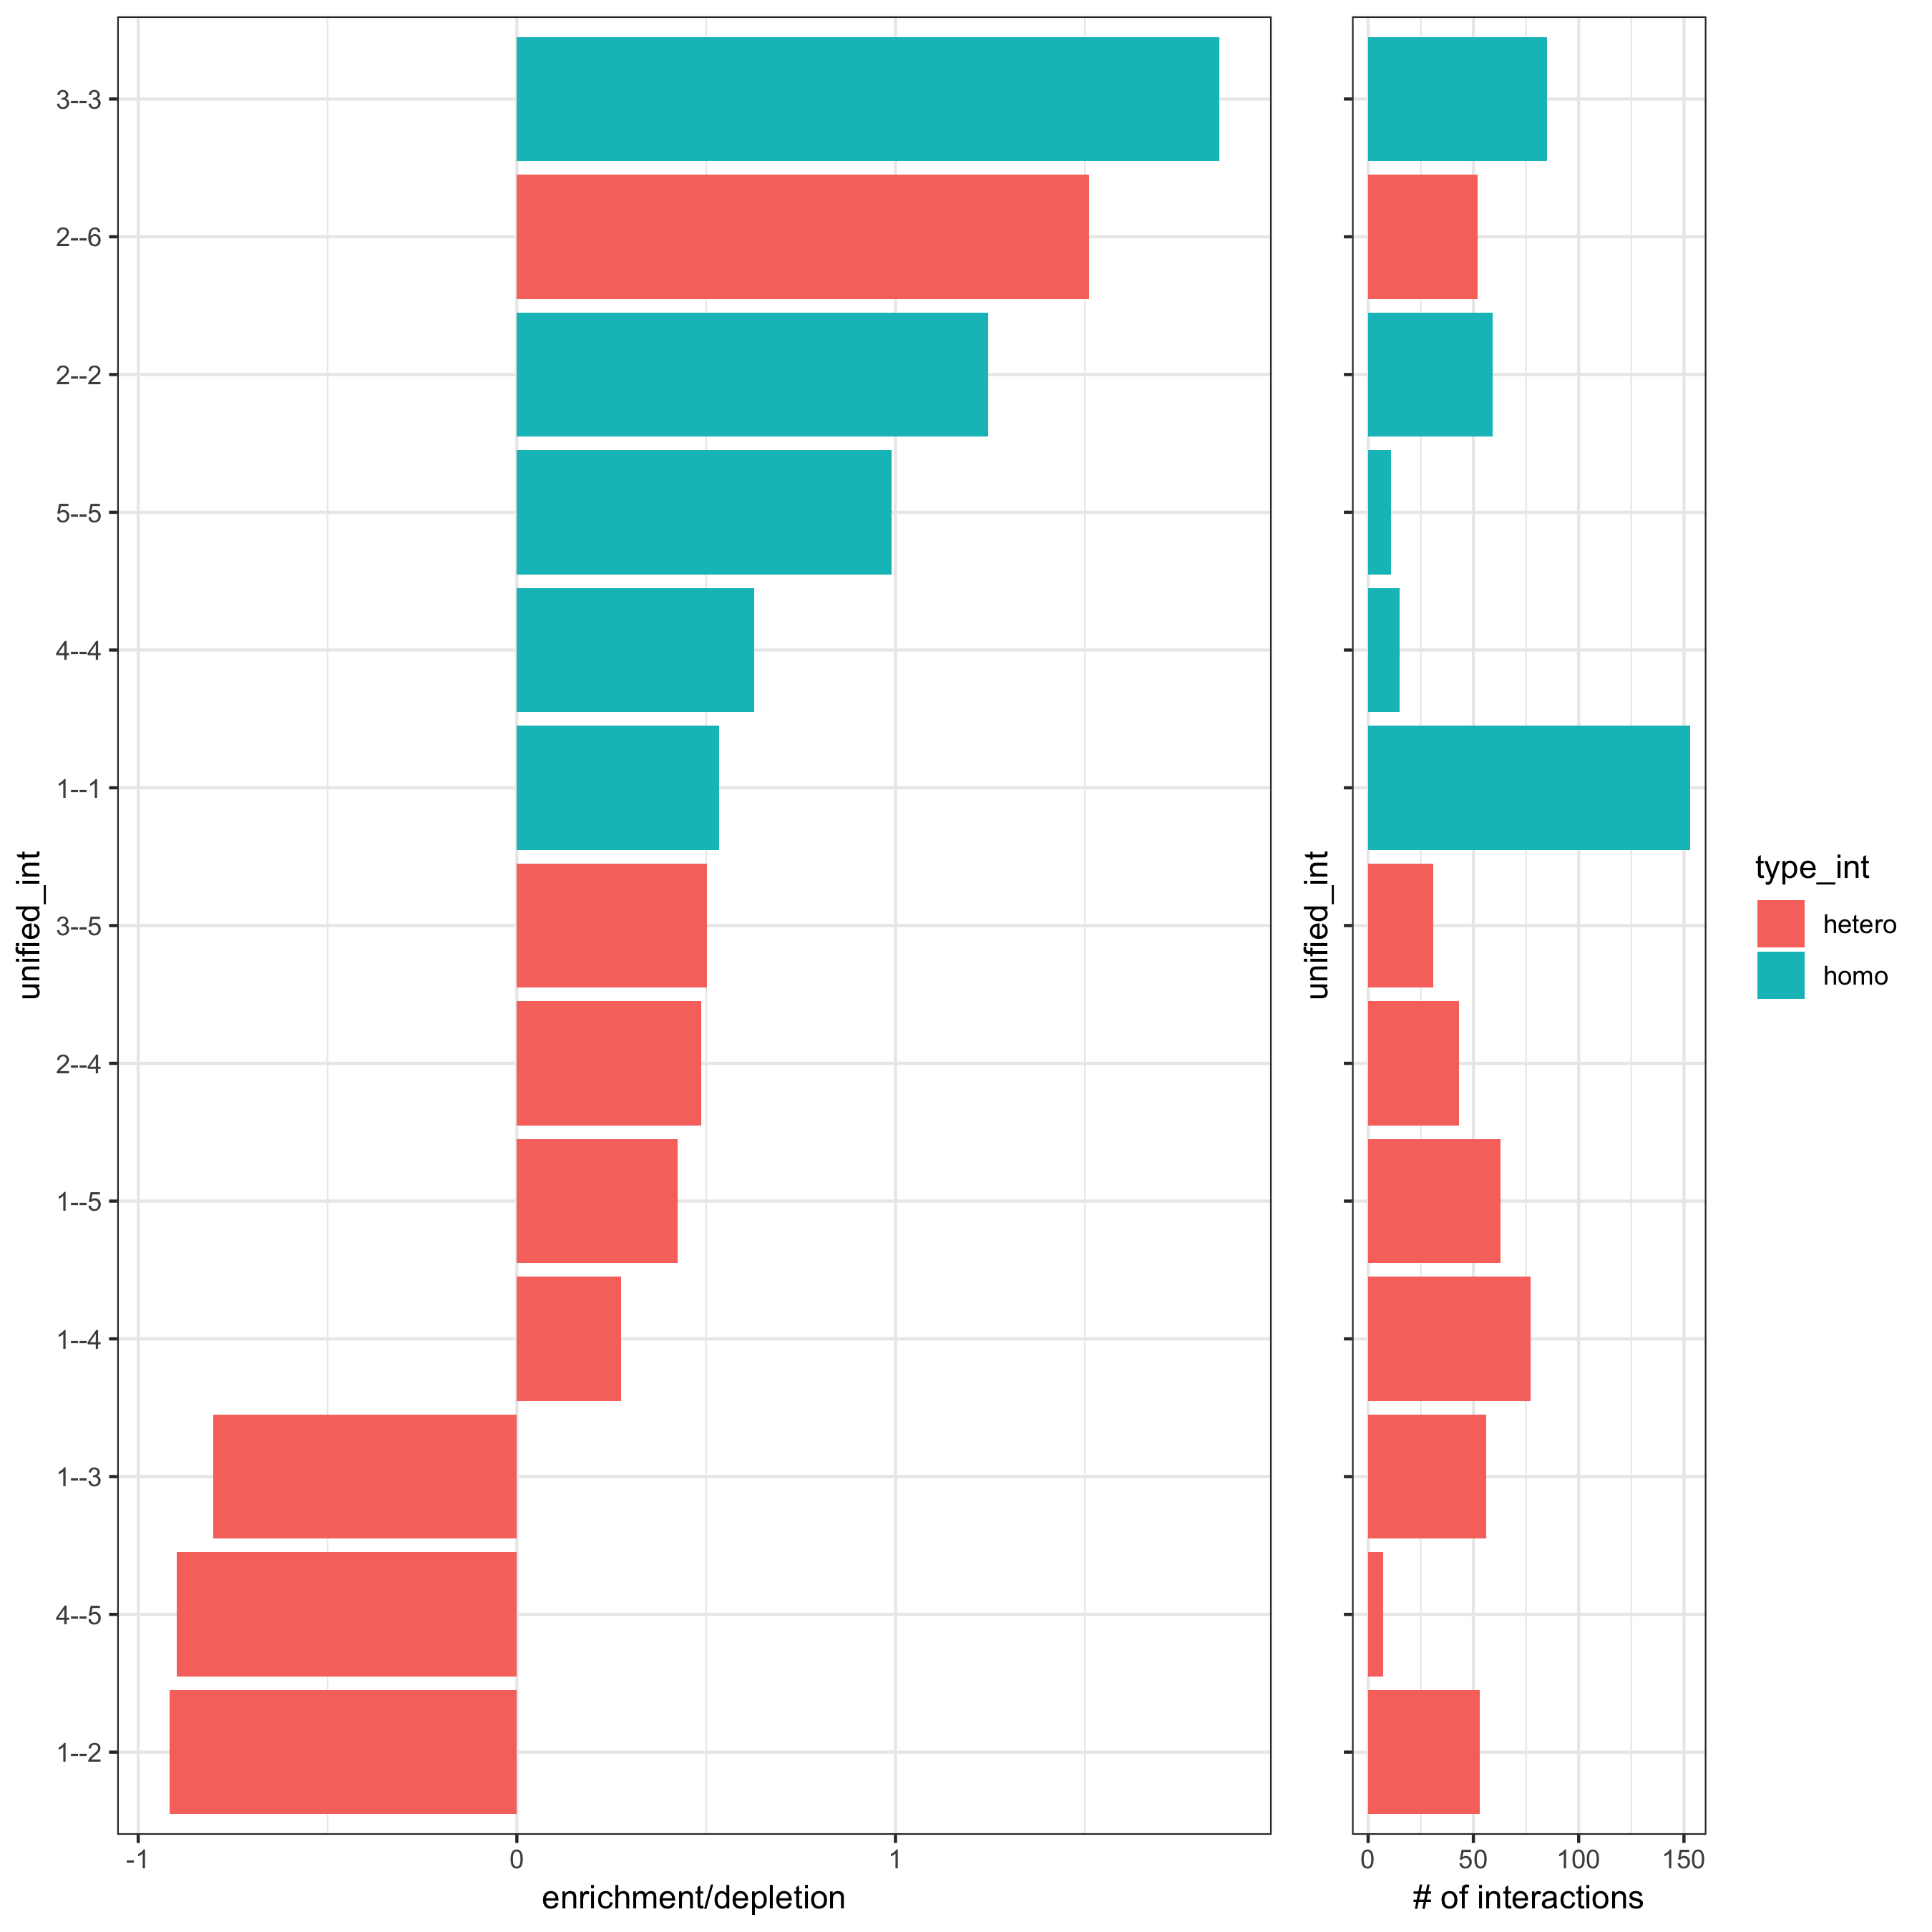 unified_int
3--3
2--6
2--2
5--5
4--4
1--1
3--5
2--4
1--5
1--4
1--3
4--5
1--2
-1 0 1
enrichment/depletion
unified_int
0 50 100 150
# of interactions
type_int
hetero
homo